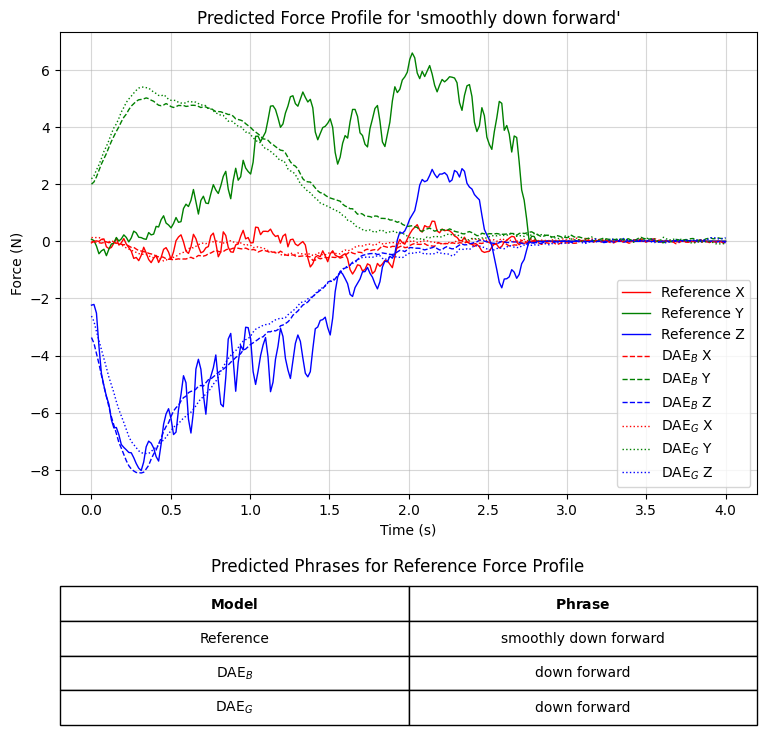 Predicted Force Profile for 'smoothly down forward'
6
4
2
0
−2
−4
−6
−8
Force (N)
Reference X
Reference Y
Reference Z
DAE_B X
DAE_B Y
DAE_B Z
DAE_G X
DAE_G Y
DAE_G Z
0.0 0.5 1.0 1.5 2.0 2.5 3.0 3.5 4.0
Time (s)
Predicted Phrases for Reference Force Profile
Model Phrase
Reference smoothly down forward
DAE_B down forward
DAE_G down forward